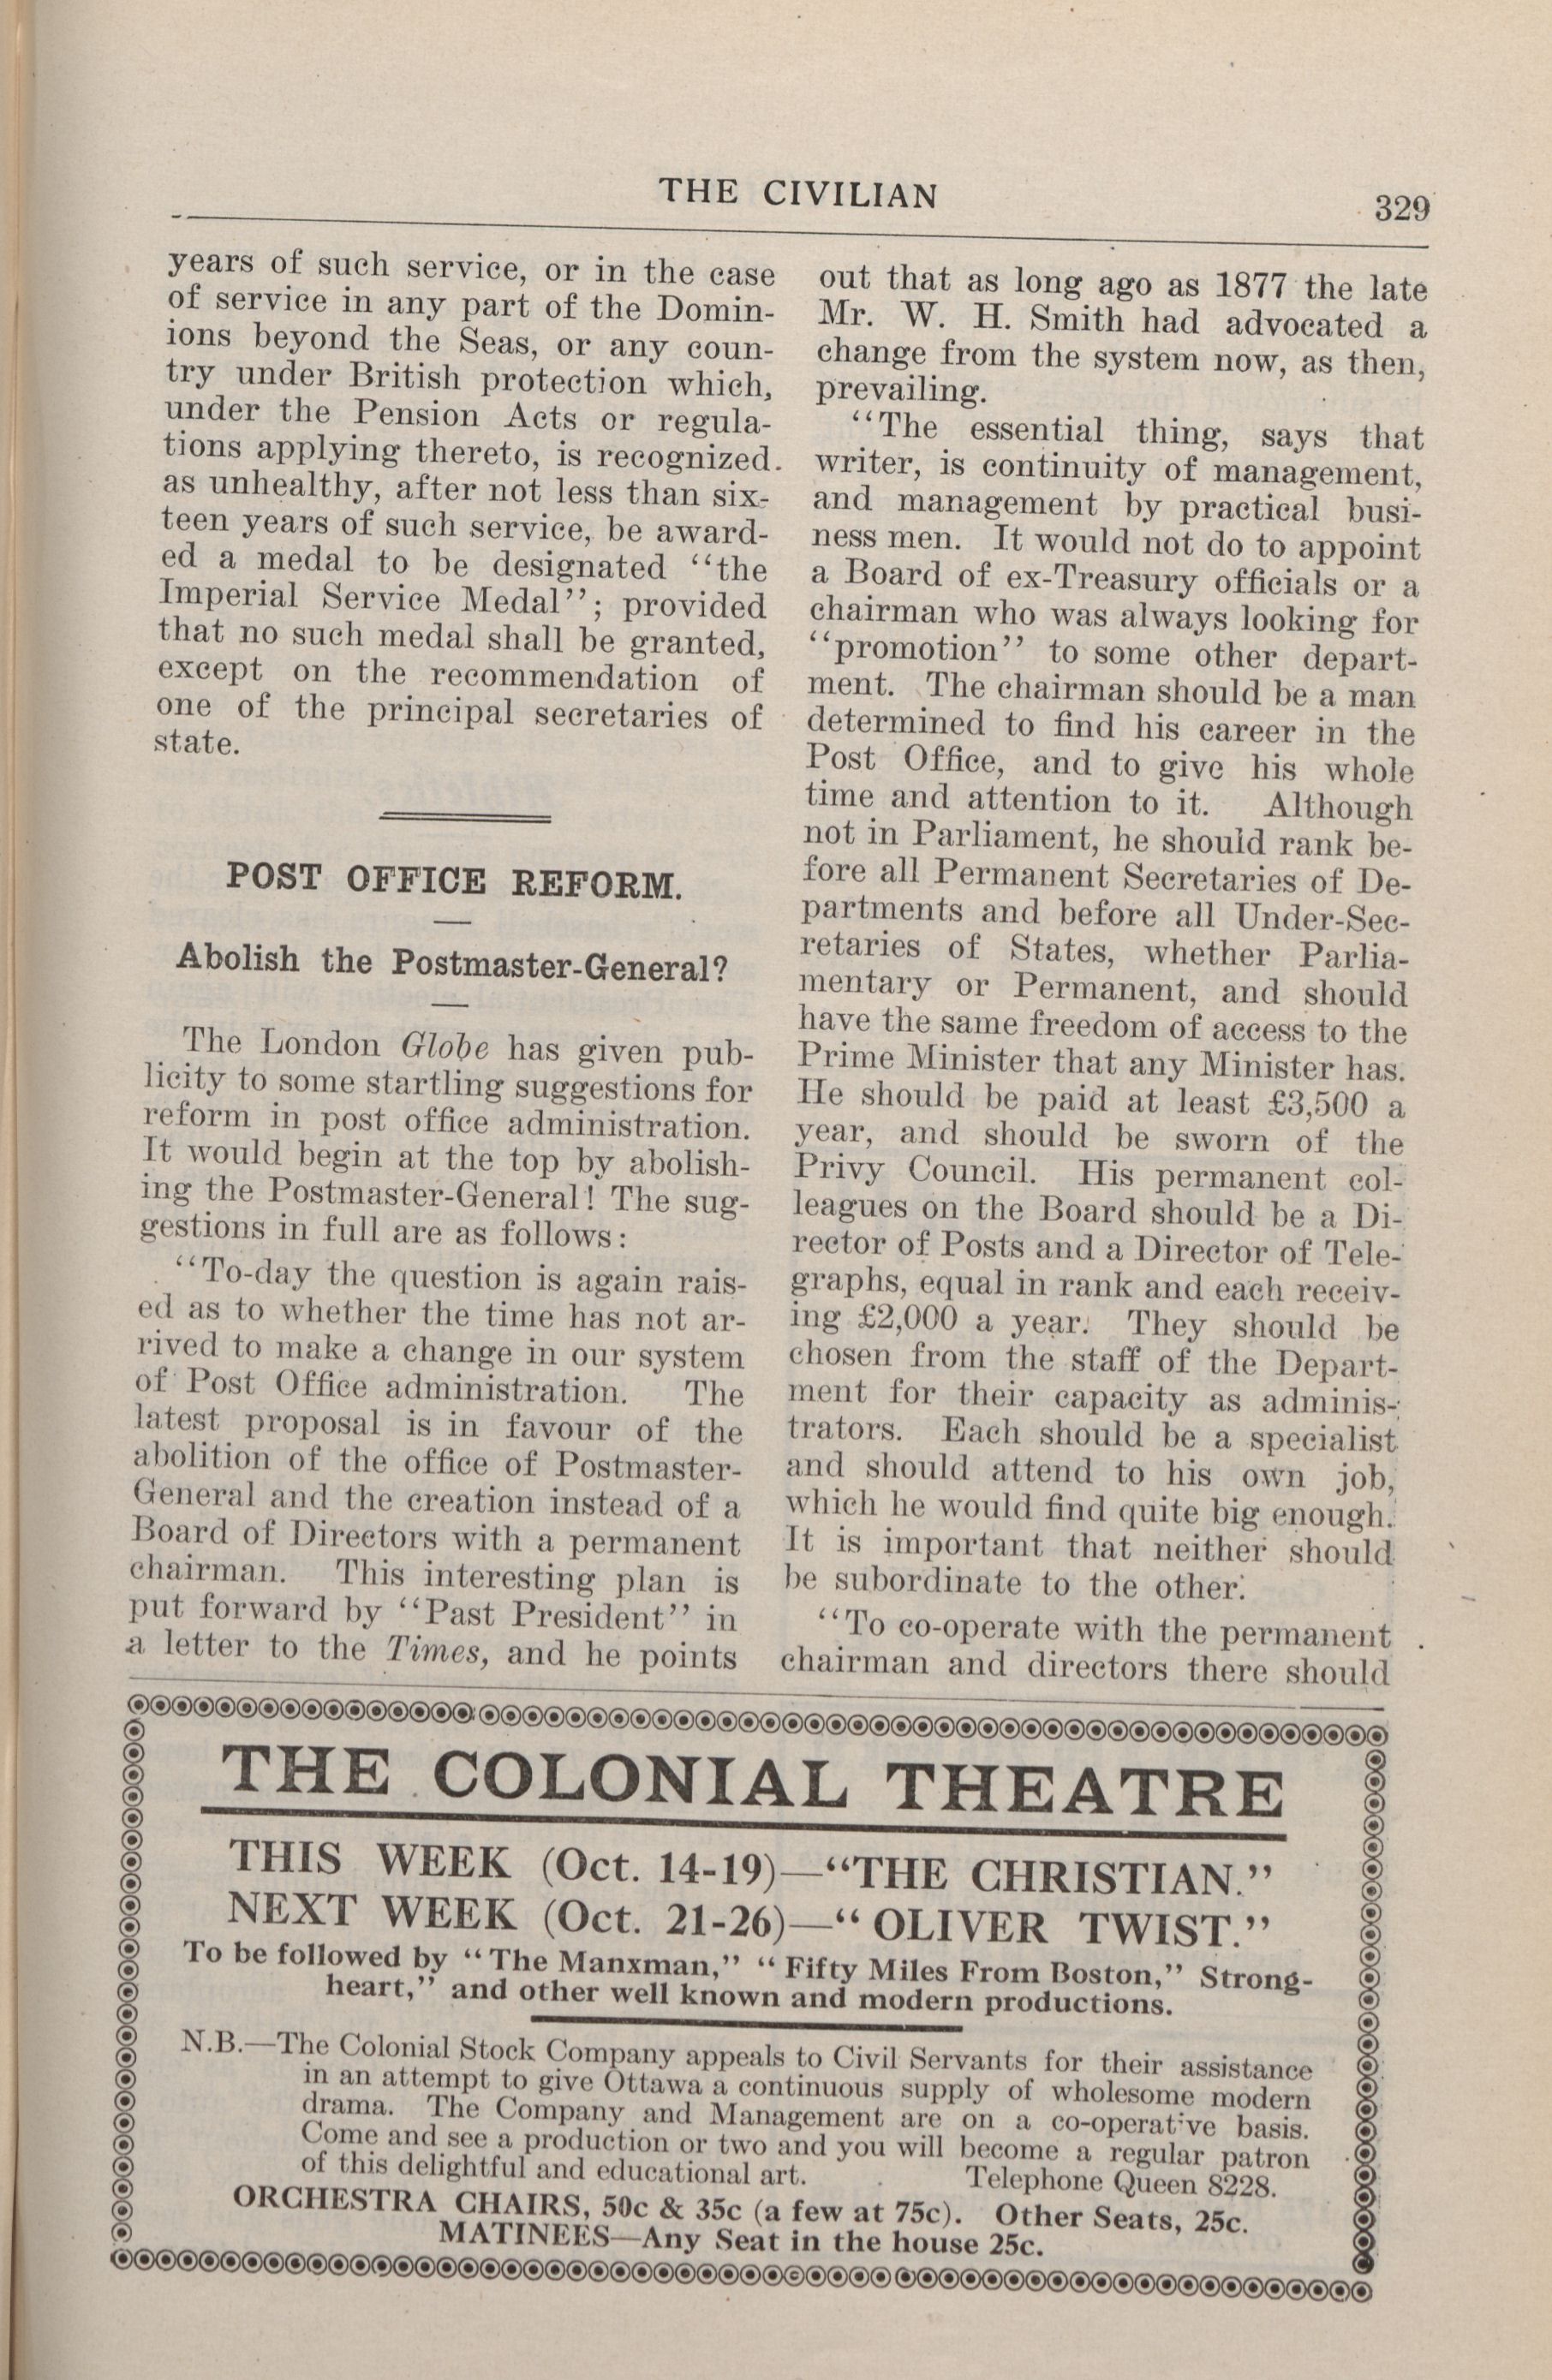 THE CIVILIAN
329
years of such service, or in the case
of service in any part of the Domin-
ions beyond the Seas, or any coun-
try under British protection which,
under the Pension Acts or regula-
tions applying thereto, is recognized
as unhealthy, after not less than six-
teen years of such service, be award-
ed a medal to be designated "the
Imperial Service Medal"; provided
that no such medal shall be granted,
except on the recommendation of
one of the principal secretaries of
state.
POST OFFICE REFORM.
Abolish the Postmaster-General?
The London Globe has given pub-
licity to some startling suggestions for
reform in post office administration.
It would begin at the top by abolish-
ing the Postmaster-General! The sug-
gestions in full are as follows:
"To-day the question is again rais-
ed as to whether the time has not ar-
rived to make a change in our system
of Post Office administration. The
latest proposal is in favour of the
abolition of the office of Postmaster-
General and the creation instead of a
Board of Directors with a permanent
chairman. This interesting plan is
put forward by "Past President" in
a letter to the Times, and he points
out that as long ago as 1877 the late
Mr. W. H. Smith had advocated a
change from the system now, as then,
prevailing.
"The essential thing, says that
writer, is continuity of management,
and management by practical busi-
ness men. It would not do to appoint
a Board of ex-Treasury officials or a
chairman who was always looking for
"promotion" to some other depart-
ment. The chairman should be a man
determined to find his career in the
Post Office, and to give his whole
time and attention to it. Although
not in Parliament, he should rank be-
fore all Permanent Secretaries of De-
partments and before all Under-Sec-
retaries of States, whether Parlia-
mentary or Permanent, and should
have the same freedom of access to the
Prime Minister that any Minister has.
He should be paid at least £3,500 a
year, and should be sworn of the
Privy Council. His permanent col-
leagues on the Board should be a Di-
rector of Posts and a Director of Tele-
graphs, equal in rank and each receiv-
ing £2,000 a year. They should be
chosen from the staff of the Depart-
ment for their capacity as adminis-
trators. Each should be a specialist
and should attend to his own job,
which he would find quite big enough.
It is important that neither should
be subordinate to the other.
"To co-operate with the permanent
chairman and directors there should
THE COLONIAL THEATRE
THIS WEEK (Oct. 14-19)—"THE CHRISTIAN."
NEXT WEEK (Oct. 21-26)—"OLIVER TWIST."
To be followed by "The Manxman," "Fifty Miles From Boston," Strong-
heart," and other well known and modern productions.
N.B.—The Colonial Stock Company appeals to Civil Servants for their assistance
in an attempt to give Ottawa a continuous supply of wholesome modern
drama. The Company and Management are on a co-operative basis.
Come and see a production or two and you will become a regular patron
of this delightful and educational art. Telephone Queen 8228.
ORCHESTRA CHAIRS, 50c & 35c (a few at 75c). Other Seats, 25c.
MATINEES—Any Seat in the house 25c.